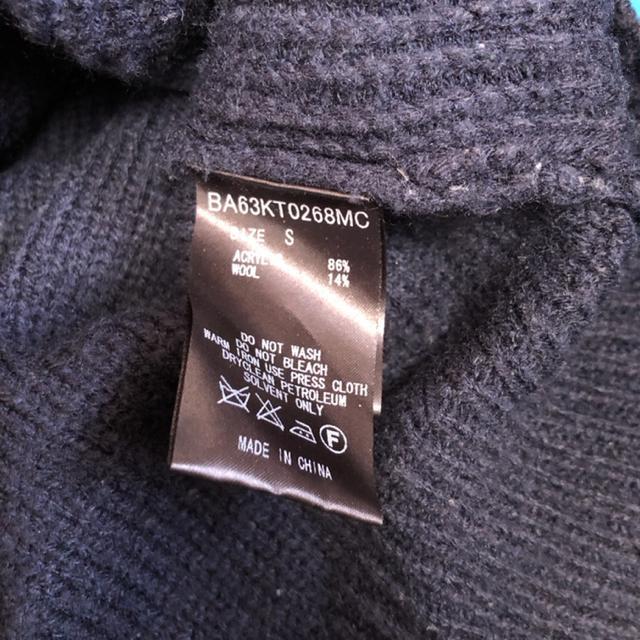 BA63KT0268MC
SIZE S
ACRYLIC 86%
WOOL 14%
DO NOT WASH
DO NOT BLEACH
WARM IRON USE PRESS CLOTH
DRYCLEAN PETROLEUM
SOLVENT ONLY
F
MADE IN CHINA